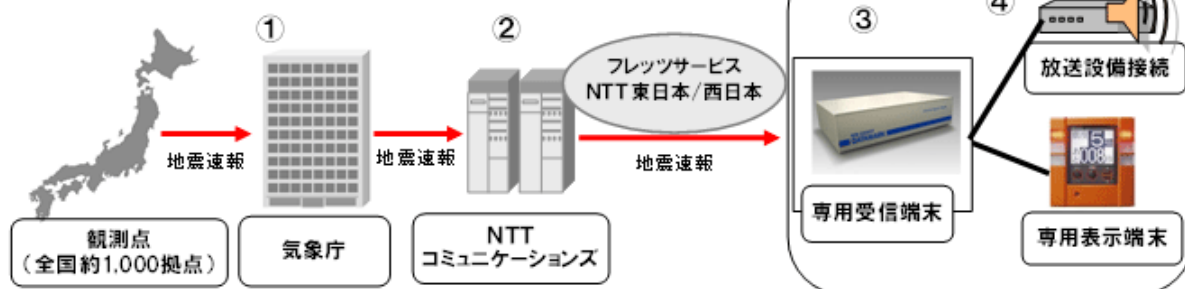 ①
②
③
④
フレッツサービス
NTT東日本/西日本
地震速報
地震速報
地震速報
放送設備接続
5
008
専用受信端末
専用表示端末
観測点
（全国約1,000拠点）
気象庁
NTT
コミュニケーションズ